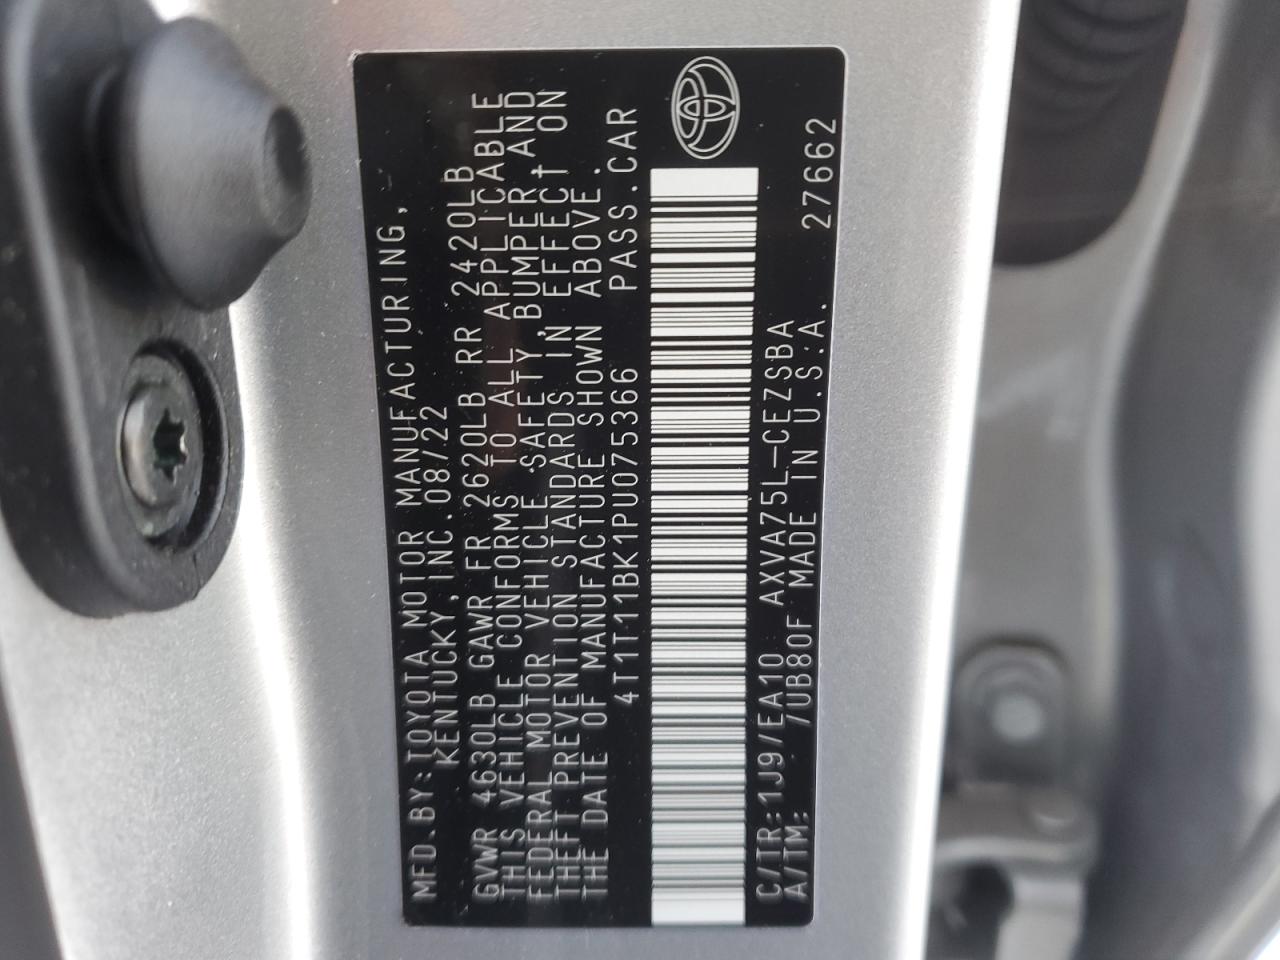 MFD.BY:TOYOTA MOTOR MANUFACTURING,
KENTUCKY, INC. 08/22
GVWR 4630LB GAWR FR 2620LB RR 2420LB
THIS VEHICLE CONFORMS TO ALL APPLICABLE
FEDERAL MOTOR VEHICLE SAFETY, BUMPER, AND
THEFT PREVENTION STANDARDS IN EFFECT ON
THE DATE OF MANUFACTURE SHOWN ABOVE.
4T1T11BK1PU075366 PASS.CAR
C/TR:1J9/EA10 AXVA75L-CEZSBA
A/TM: /UB80F MADE IN U.S.A. 27662